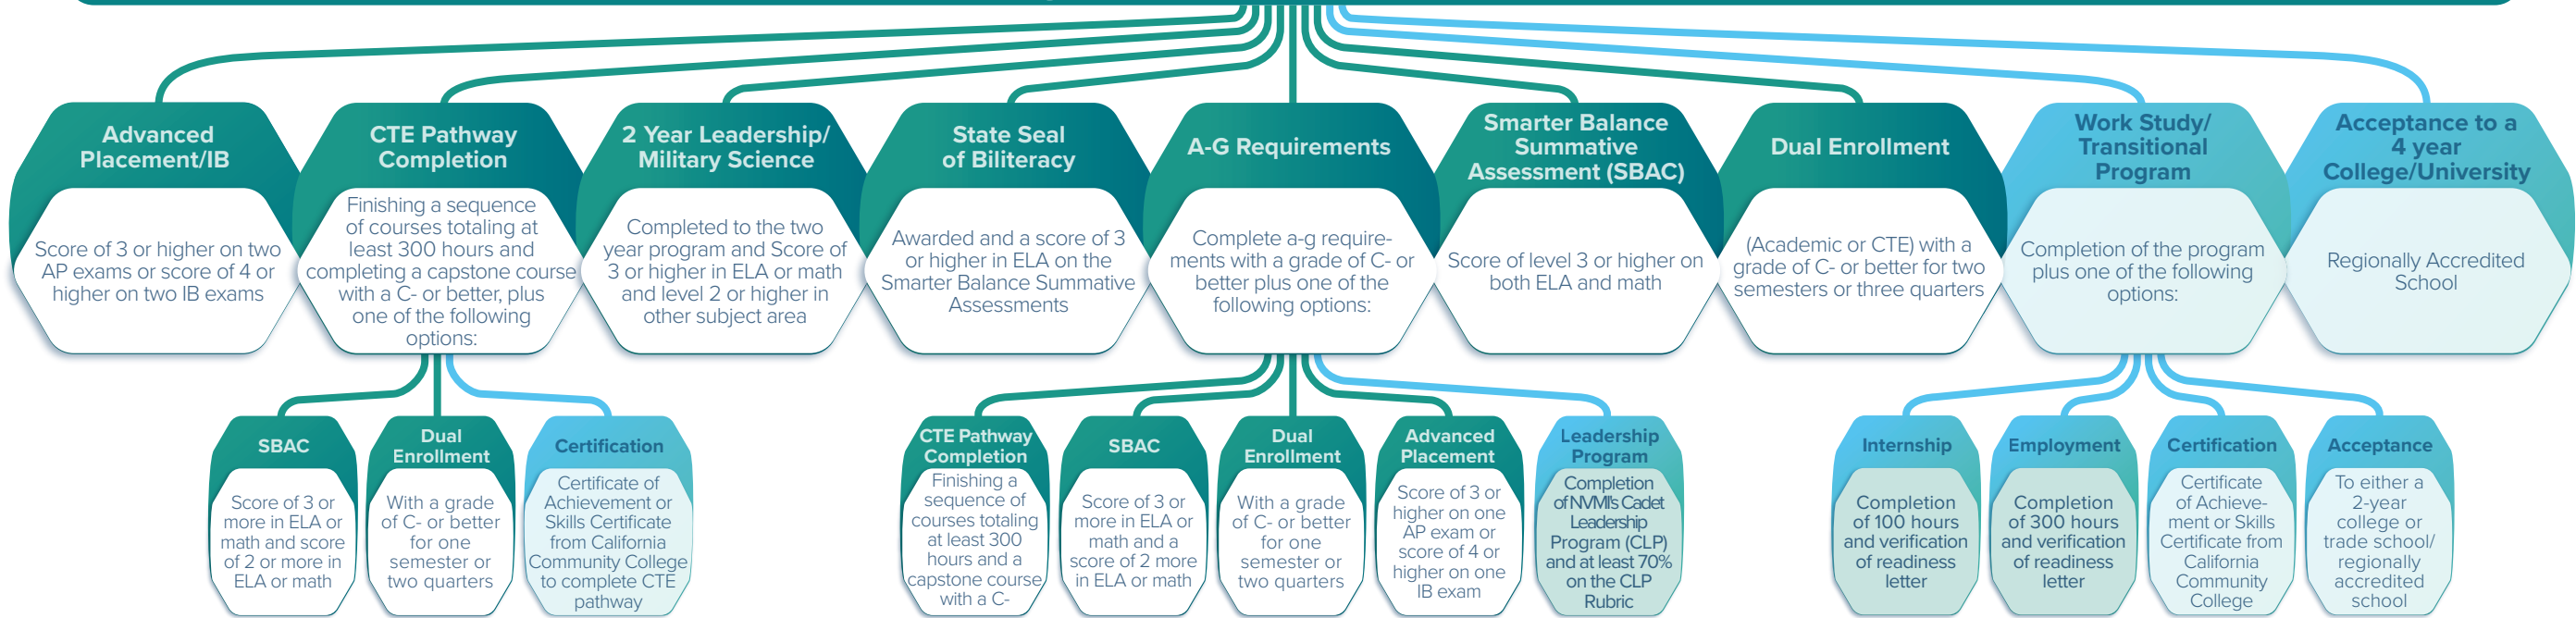 Advanced
Placement/IB
Score of 3 or higher on two
AP exams or score of 4 or
higher on two IB exams
CTE Pathway
Completion
Finishing a sequence
of courses totaling at
least 300 hours and
completing a capstone course
with a C- or better, plus
one of the following
options:
2 Year Leadership/
Military Science
Completed to the two
year program and Score of
3 or higher in ELA or math
and level 2 or higher in
other subject area
State Seal
of Biliteracy
Awarded and a score of 3
or higher in ELA on the
Smarter Balance Summative
Assessments
A-G Requirements
Complete a-g require-
ments with a grade of C- or
better plus one of the
following options:
Smarter Balance
Summative
Assessment (SBAC)
Score of level 3 or higher on
both ELA and math
Dual Enrollment
(Academic or CTE) with a
grade of C- or better for two
semesters or three quarters
Work Study/
Transitional
Program
Completion of the program
plus one of the following
options:
Acceptance to a
4 year
College/University
Regionally Accredited
School
SBAC
Score of 3 or
more in ELA or
math and score
of 2 or more in
ELA or math
Dual
Enrollment
With a grade
of C- or better
for one
semester or
two quarters
Certification
Certificate of
Achievement or
Skills Certificate
from California
Community College
to complete CTE
pathway
CTE Pathway
Completion
Finishing a
sequence of
courses totaling
at least 300
hours and a
capstone course
with a C-
SBAC
Score of 3 or
more in ELA or
math and a
score of 2 more
in ELA or math
Dual
Enrollment
With a grade
of C- or better
for one
semester or
two quarters
Advanced
Placement
Score of 3 or
higher on one
AP exam or
score of 4 or
higher on one
IB exam
Leadership
Program
Completion
of NVMI's Cadet
Leadership
Program (CLP)
and at least 70%
on the CLP
Rubric
Internship
Completion
of 100 hours
and verification
of readiness
letter
Employment
Completion
of 300 hours
and verification
of readiness
letter
Certification
Certificate
of Achieve-
ment or Skills
Certificate from
California
Community
College
Acceptance
To either a
2-year
college or
trade school/
regionally
accredited
school